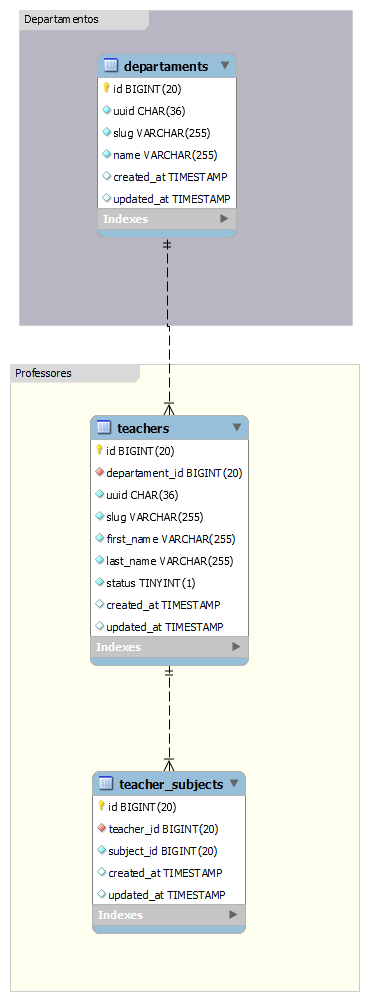 Departamentos
departaments
id BIGINT(20)
uuid CHAR(36)
slug VARCHAR(255)
name VARCHAR(255)
created_at TIMESTAMP
updated_at TIMESTAMP
Indexes
Professores
teachers
id BIGINT(20)
departament_id BIGINT(20)
uuid CHAR(36)
slug VARCHAR(255)
first_name VARCHAR(255)
last_name VARCHAR(255)
status TINYINT(1)
created_at TIMESTAMP
updated_at TIMESTAMP
Indexes
teacher_subjects
id BIGINT(20)
teacher_id BIGINT(20)
subject_id BIGINT(20)
created_at TIMESTAMP
updated_at TIMESTAMP
Indexes